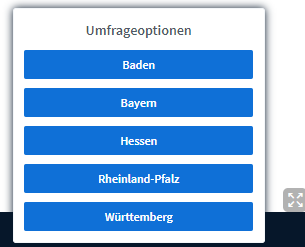 Umfrageoptionen
Baden
Bayern
Hessen
Rheinland-Pfalz
Württemberg